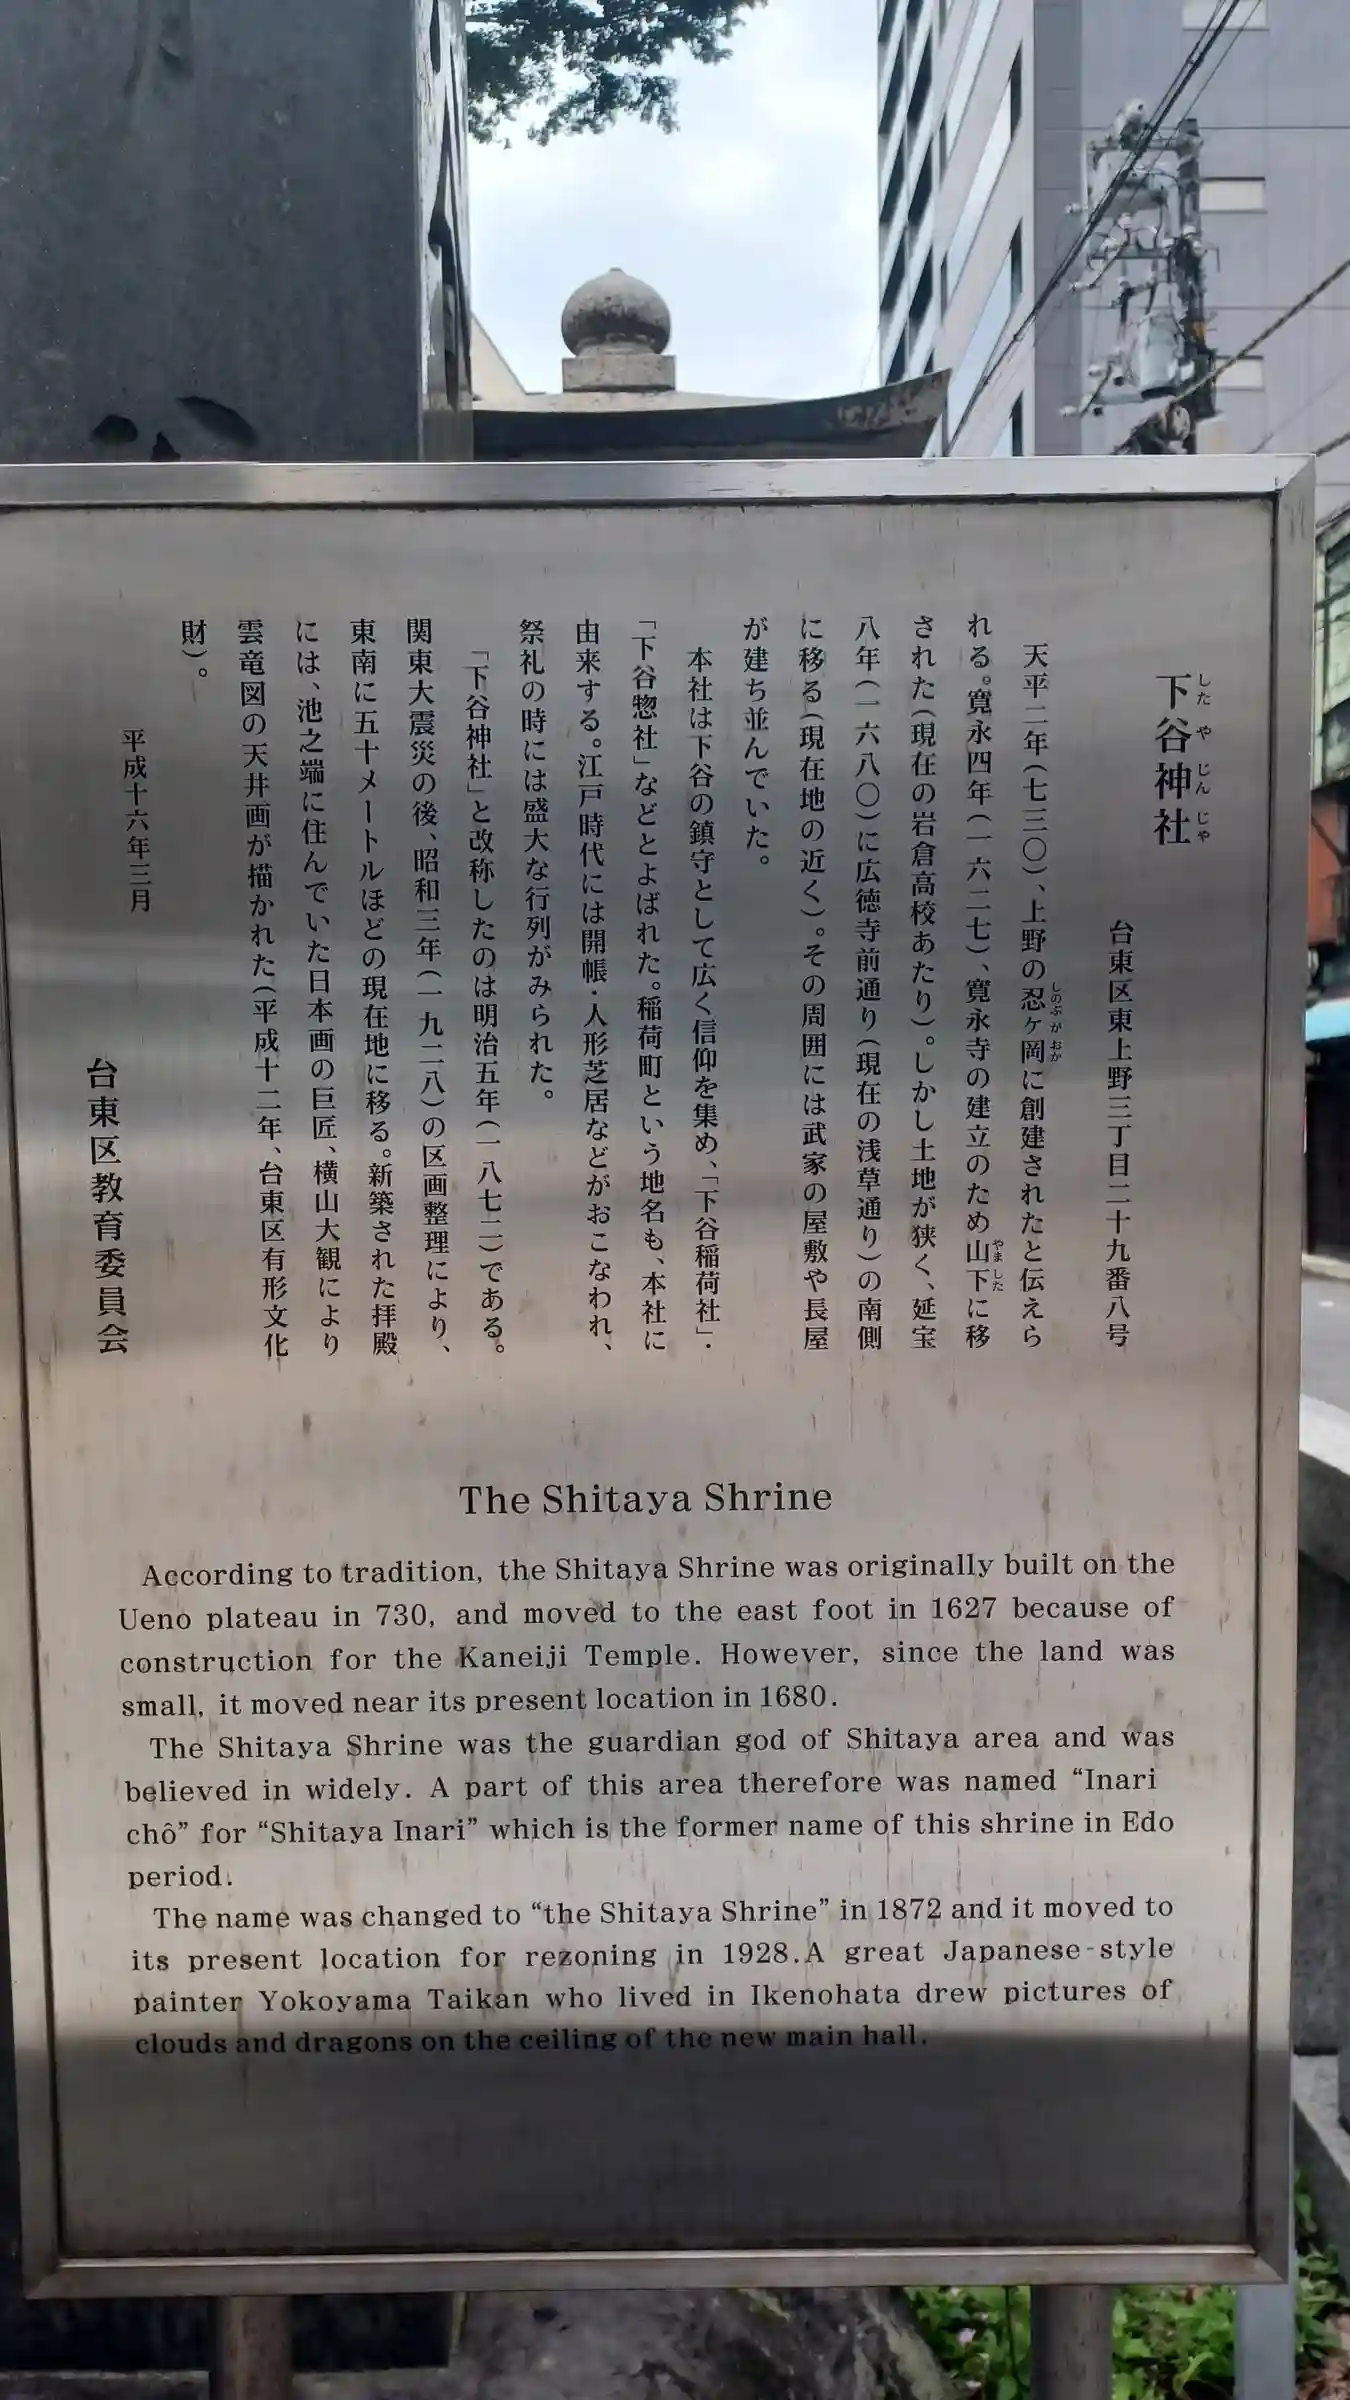 下谷神社
したやじんじゃ
台東区東上野三丁目二十九番八号
天平二年(七三〇)、上野の忍ヶ岡に創建されたと伝えら
しのぶがおか
れる。寛永四年(一六二七)、寛永寺の建立のため山下に移
やました
された(現在の岩倉高校あたり)。しかし土地が狭く、延宝
八年(一六八〇)に広徳寺前通り(現在の浅草通り)の南側
に移る(現在地の近く)。その周囲には武家の屋敷や長屋
が建ち並んでいた。
本社は下谷の鎮守として広く信仰を集め、「下谷稲荷社」・
「下谷惣社」などとよばれた。稲荷町という地名も、本社に
由来する。江戸時代には開帳・人形芝居などがおこなわれ、
祭礼の時には盛大な行列がみられた。
「下谷神社」と改称したのは明治五年(一八七二)である。
関東大震災の後、昭和三年(一九二八)の区画整理により、
東南に五十メートルほどの現在地に移る。新築された拝殿
には、池之端に住んでいた日本画の巨匠、横山大観により
雲竜図の天井画が描かれた(平成十二年、台東区有形文化
財)。
平成十六年三月
台東区教育委員会
The Shitaya Shrine
According to tradition, the Shitaya Shrine was originally built on the
Ueno plateau in 730, and moved to the east foot in 1627 because of
construction for the Kaneiji Temple. However, since the land was
small, it moved near its present location in 1680.
The Shitaya Shrine was the guardian god of Shitaya area and was
believed in widely. A part of this area therefore was named “Inari
chô” for “Shitaya Inari” which is the former name of this shrine in Edo
period.
The name was changed to “the Shitaya Shrine” in 1872 and it moved to
its present location for rezoning in 1928.A great Japanese-style
painter Yokoyama Taikan who lived in Ikenohata drew pictures of
clouds and dragons on the ceiling of the new main hall.